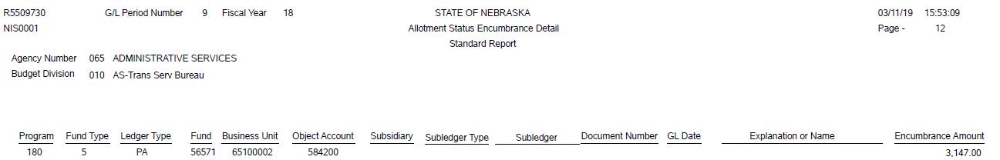 R5509730 G/L Period Number 9 Fiscal Year 18 STATE OF NEBRASKA 03/11/19 15:53:09
NIS0001 Allotment Status Encumbrance Detail Page - 12
Standard Report
Agency Number 065 ADMINISTRATIVE SERVICES
Budget Division 010 AS-Trans Serv Bureau
Program Fund Type Ledger Type Fund Business Unit Object Account Subsidiary Subledger Type Subledger Document Number GL Date Explanation or Name Encumbrance Amount
180 5 PA 56571 65100002 584200 3,147.00